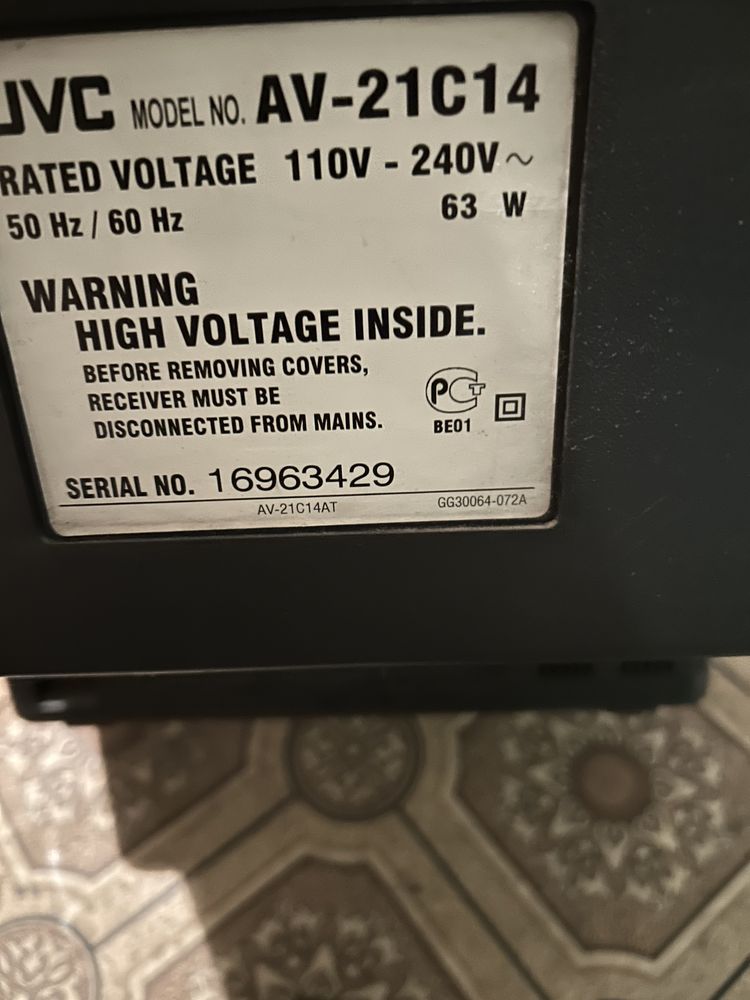 JVC MODEL NO. AV-21C14
RATED VOLTAGE 110V - 240V~
50 Hz / 60 Hz 63 W
WARNING
HIGH VOLTAGE INSIDE.
BEFORE REMOVING COVERS,
RECEIVER MUST BE
DISCONNECTED FROM MAINS.
РСТ
BE01
SERIAL NO. 16963429
AV-21C14AT GG30064-072A